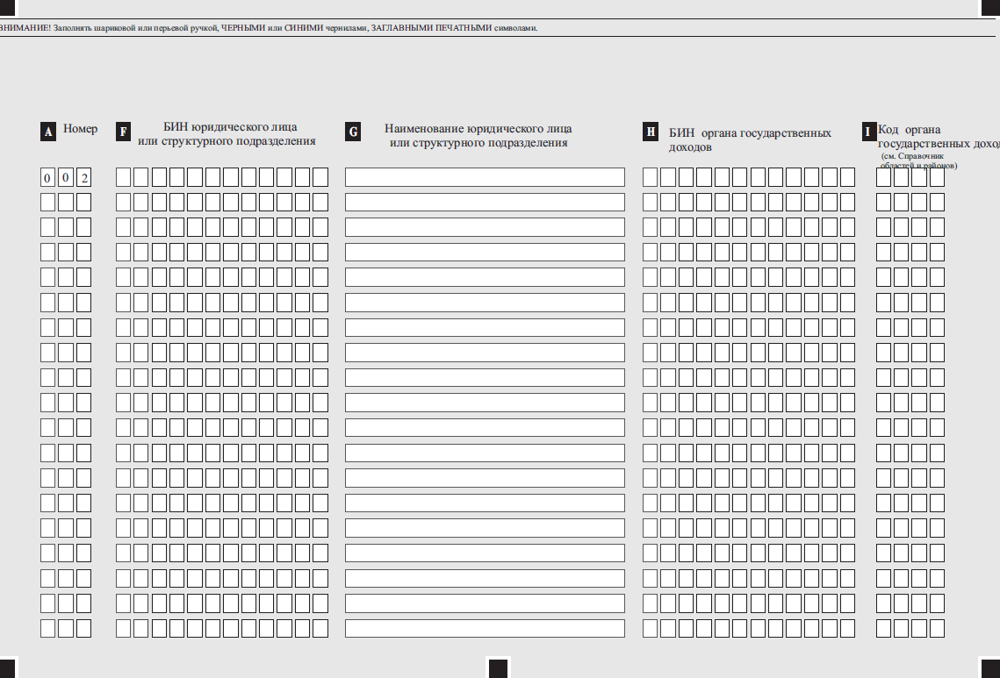 ВНИМАНИЕ! Заполнять шариковой или перьевой ручкой, ЧЕРНЫМИ или СИНИМИ чернилами, ЗАГЛАВНЫМИ ПЕЧАТНЫМИ символами.
A Номер
F БИН юридического лица
или структурного подразделения
G Наименование юридического лица
или структурного подразделения
H БИН органа государственных
доходов
I Код органа
государственных
(см. Справочник
областей и районов)
0 0 2